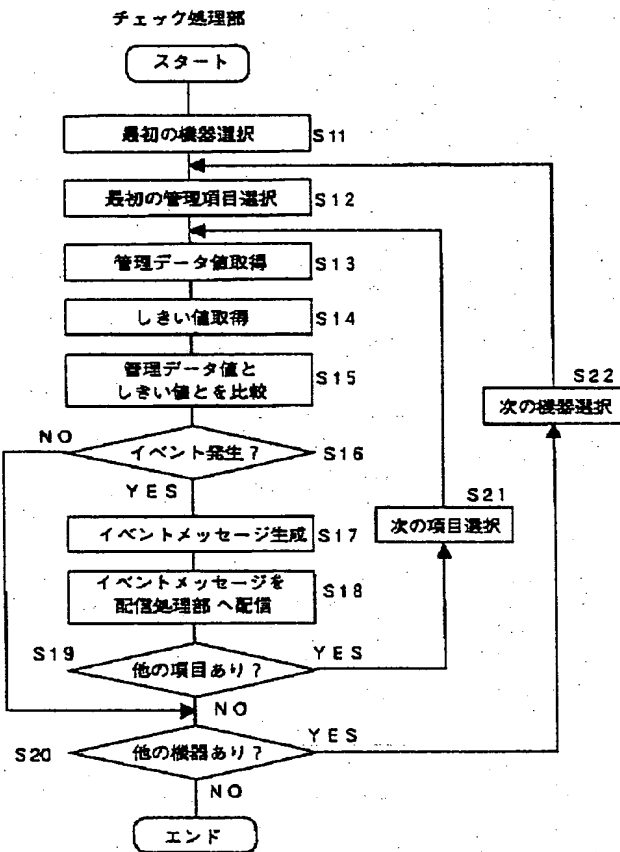 チェック処理部
スタート
最初の機器選択
S11
最初の管理項目選択
S12
管理データ値取得
S13
しきい値取得
S14
管理データ値と
しきい値とを比較
S15
S22
次の機器選択
NO
イベント発生?
S16
YES
S21
次の項目選択
イベントメッセージ生成
S17
イベントメッセージを
配信処理部へ配信
S18
S19
他の項目あり?
YES
NO
S20
他の機器あり?
YES
NO
エンド